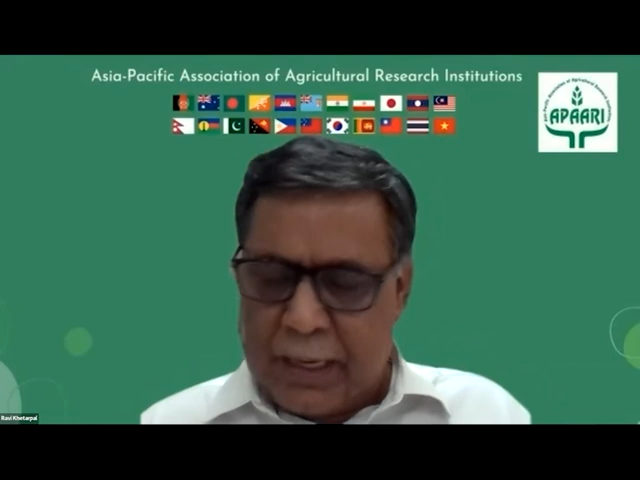 Asia-Pacific Association of Agricultural Research Institutions
APAARI
Ravi Khetarpal